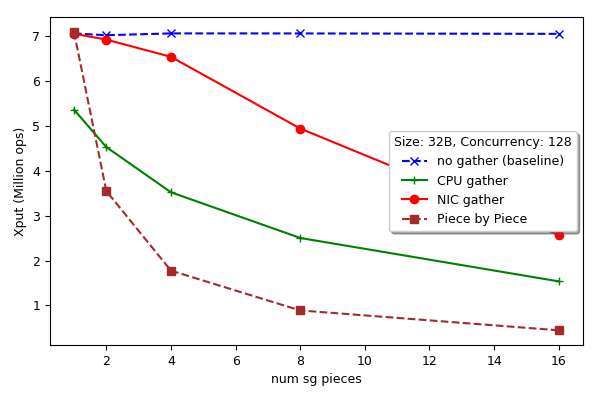 7
6
5
4
3
2
1
Xput (Million ops)
Size: 32B, Concurrency: 128
no gather (baseline)
CPU gather
NIC gather
Piece by Piece
2 4 6 8 10 12 14 16
num sg pieces